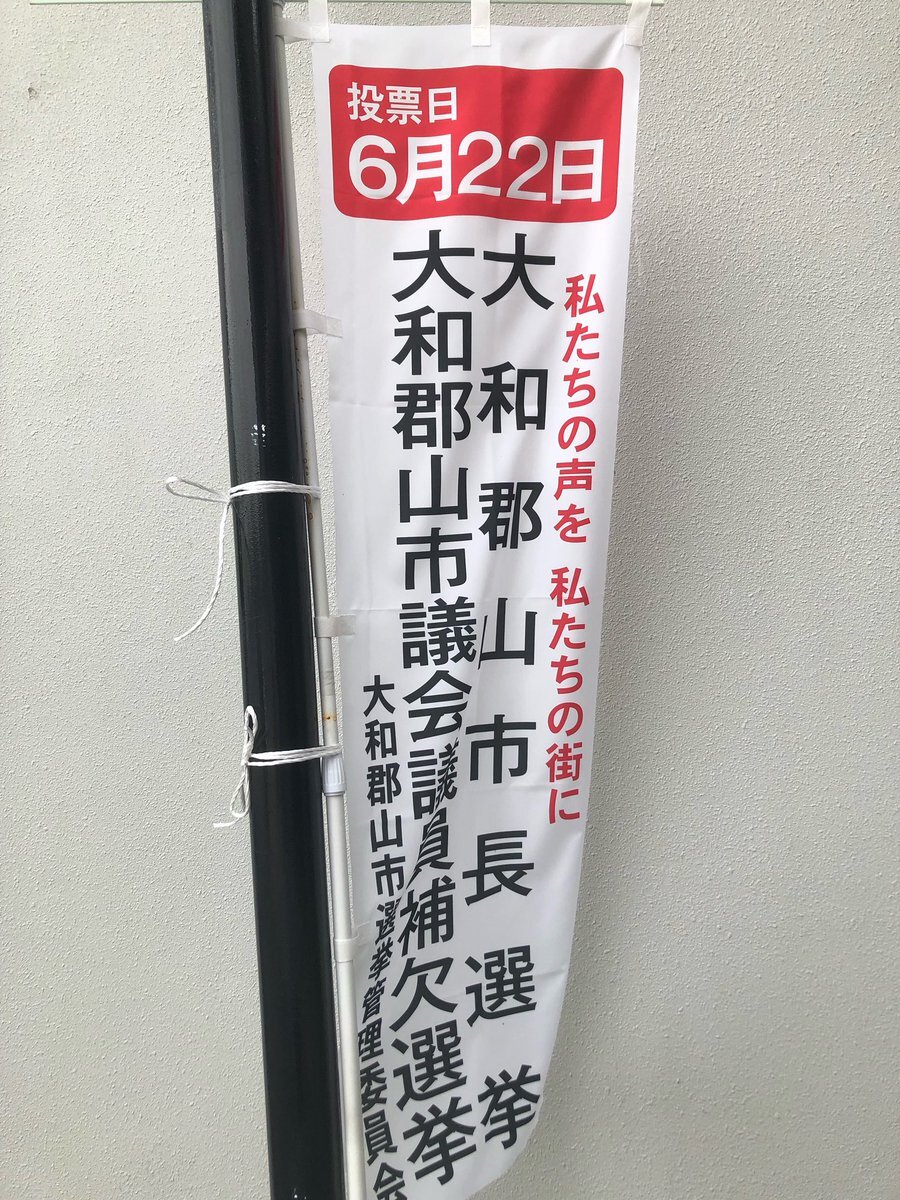 投票日
6月22日
私たちの声を 私たちの街に
大和郡山市長選挙
大和郡山市議会議員補欠選挙
大和郡山市選挙管理委員会